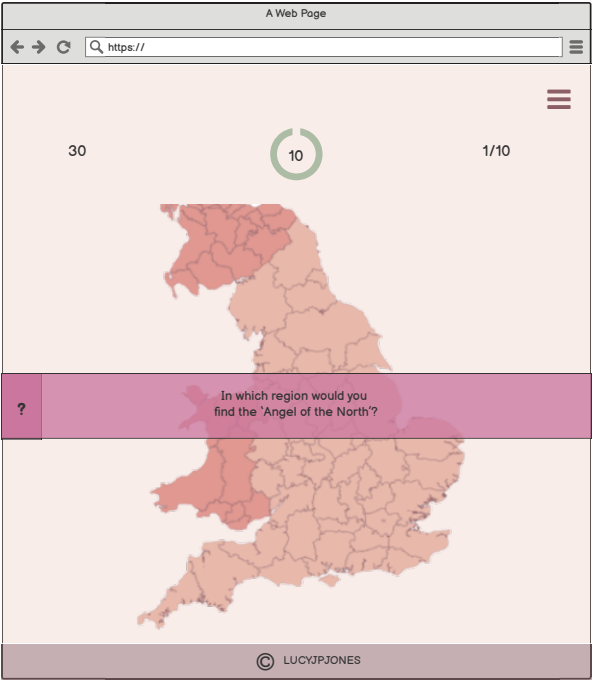 A Web Page
https://
30
10
1/10
?
In which region would you
find the 'Angel of the North'?
© LUCYJPJONES